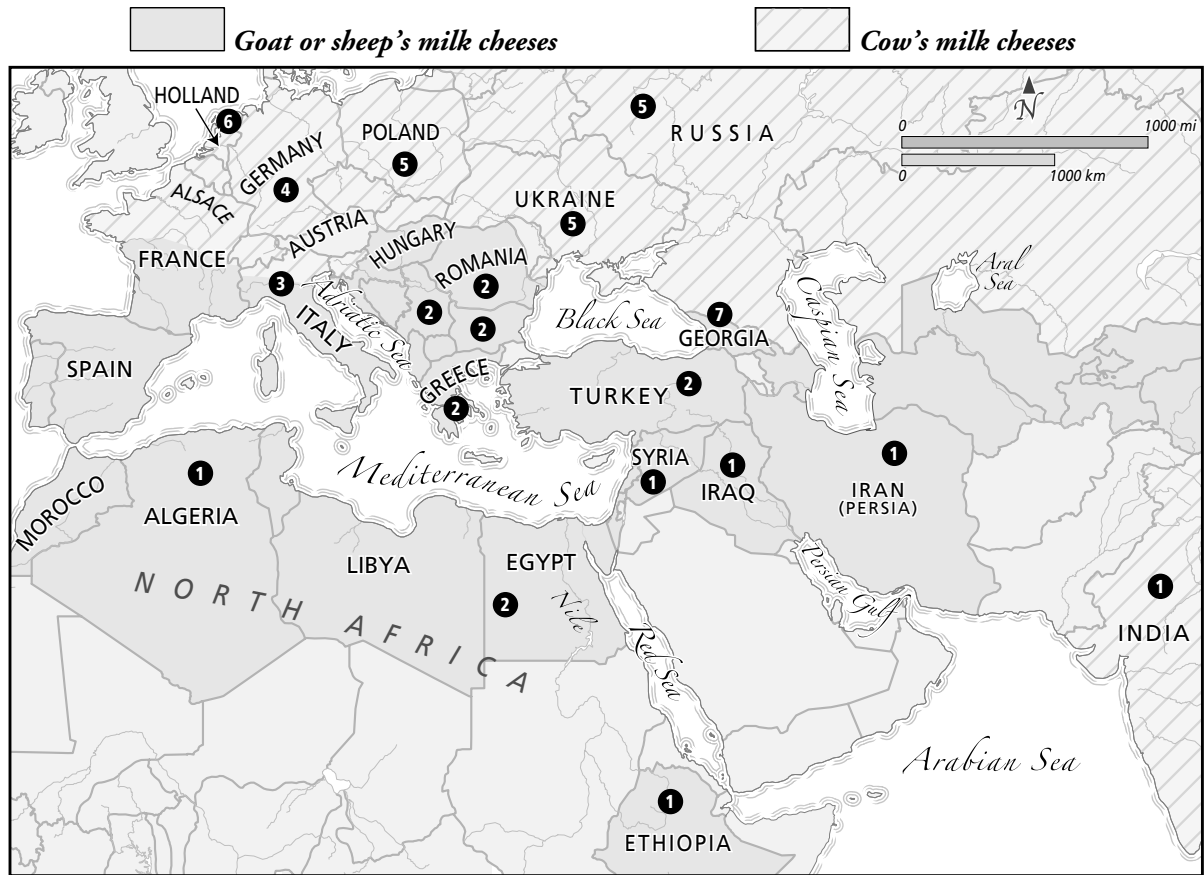 Goat or sheep's milk cheeses
Cow's milk cheeses
HOLLAND
6
5
RUSSIA
N
0
1000 mi
0
1000 km
POLAND
5
GERMANY
4
ALSACE
UKRAINE
5
AUSTRIA
HUNGARY
FRANCE
ROMANIA
2
3
Adriatic Sea
ITALY
2
2
Black Sea
7
GEORGIA
Caspian Sea
Aral
Sea
SPAIN
GREECE
2
TURKEY
2
Mediterranean Sea
SYRIA
1
1
IRAQ
1
IRAN
(PERSIA)
MOROCCO
1
ALGERIA
LIBYA
EGYPT
2
Nile
NORTH AFRICA
Red Sea
Persian Gulf
1
INDIA
Arabian Sea
1
ETHIOPIA